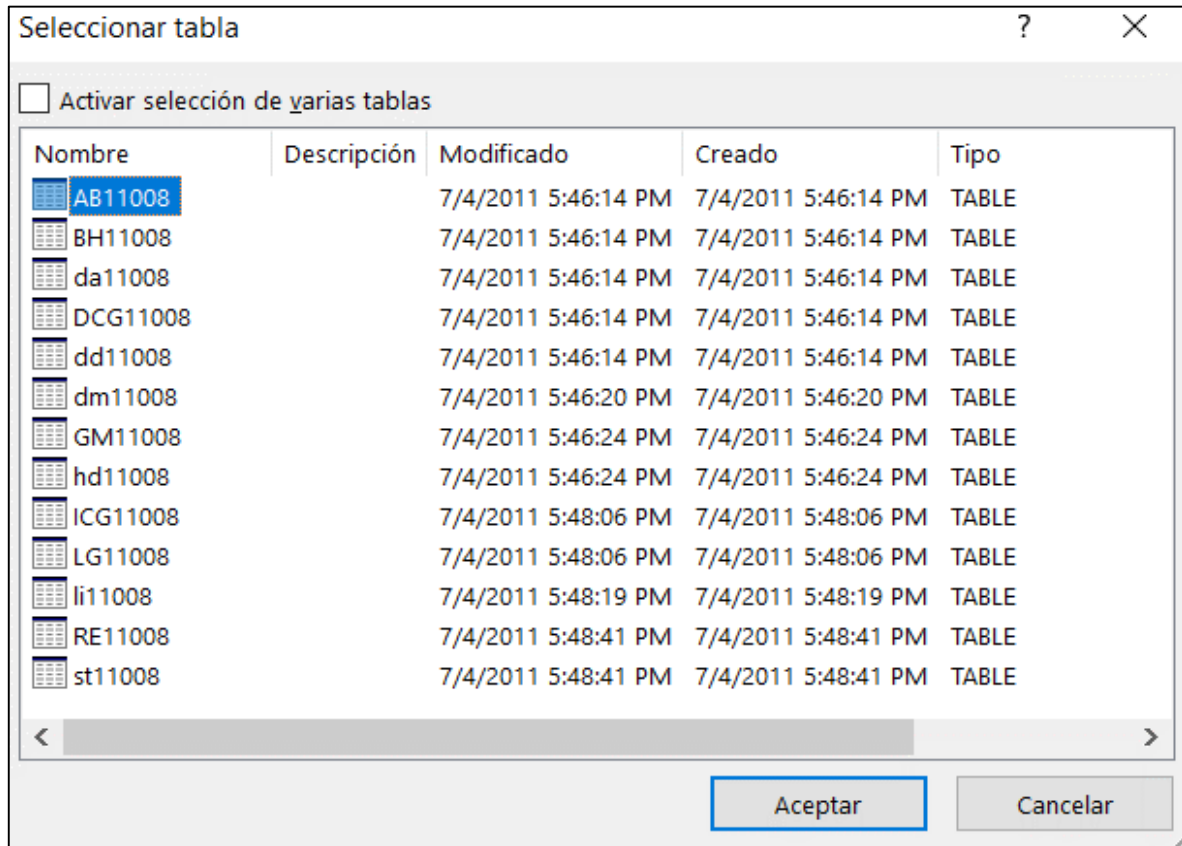 Seleccionar tabla ? ×
Activar selección de varias tablas
Nombre Descripción Modificado Creado Tipo
AB11008 7/4/2011 5:46:14 PM 7/4/2011 5:46:14 PM TABLE
BH11008 7/4/2011 5:46:14 PM 7/4/2011 5:46:14 PM TABLE
da11008 7/4/2011 5:46:14 PM 7/4/2011 5:46:14 PM TABLE
DCG11008 7/4/2011 5:46:14 PM 7/4/2011 5:46:14 PM TABLE
dd11008 7/4/2011 5:46:14 PM 7/4/2011 5:46:14 PM TABLE
dm11008 7/4/2011 5:46:20 PM 7/4/2011 5:46:20 PM TABLE
GM11008 7/4/2011 5:46:24 PM 7/4/2011 5:46:24 PM TABLE
hd11008 7/4/2011 5:46:24 PM 7/4/2011 5:46:24 PM TABLE
ICG11008 7/4/2011 5:48:06 PM 7/4/2011 5:48:06 PM TABLE
LG11008 7/4/2011 5:48:06 PM 7/4/2011 5:48:06 PM TABLE
li11008 7/4/2011 5:48:19 PM 7/4/2011 5:48:19 PM TABLE
RE11008 7/4/2011 5:48:41 PM 7/4/2011 5:48:41 PM TABLE
st11008 7/4/2011 5:48:41 PM 7/4/2011 5:48:41 PM TABLE
Aceptar Cancelar